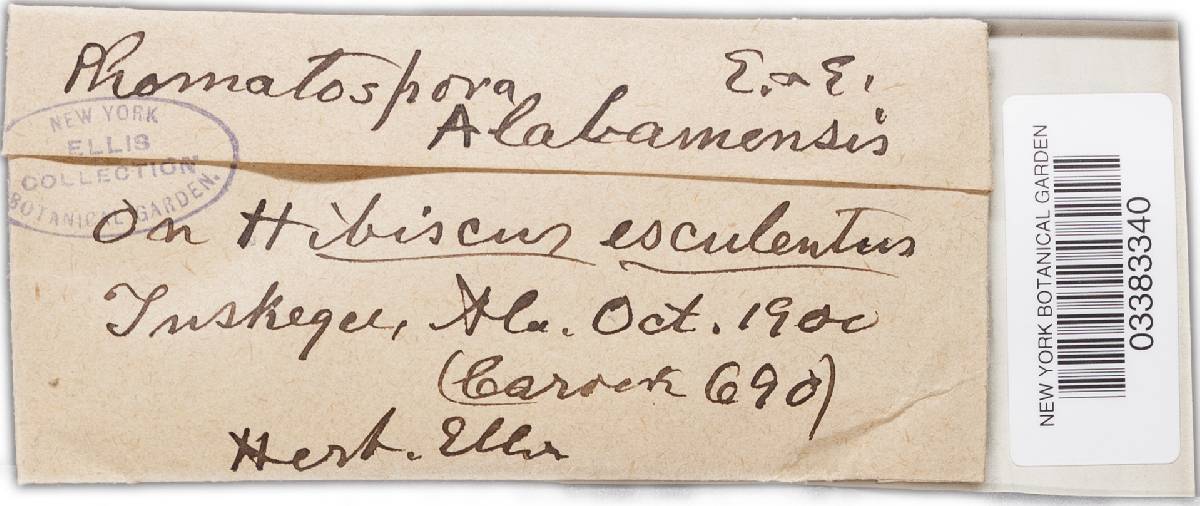 Phomatospora E. & E.
Alabamensis
NEW YORK
ELLIS
COLLECTION
BOTANICAL GARDEN.
On Hibiscus esculentus
Tuskegee, Ala. Oct. 1900
(Carver 690)
Herb. Ellis
NEW YORK BOTANICAL GARDEN
03383340